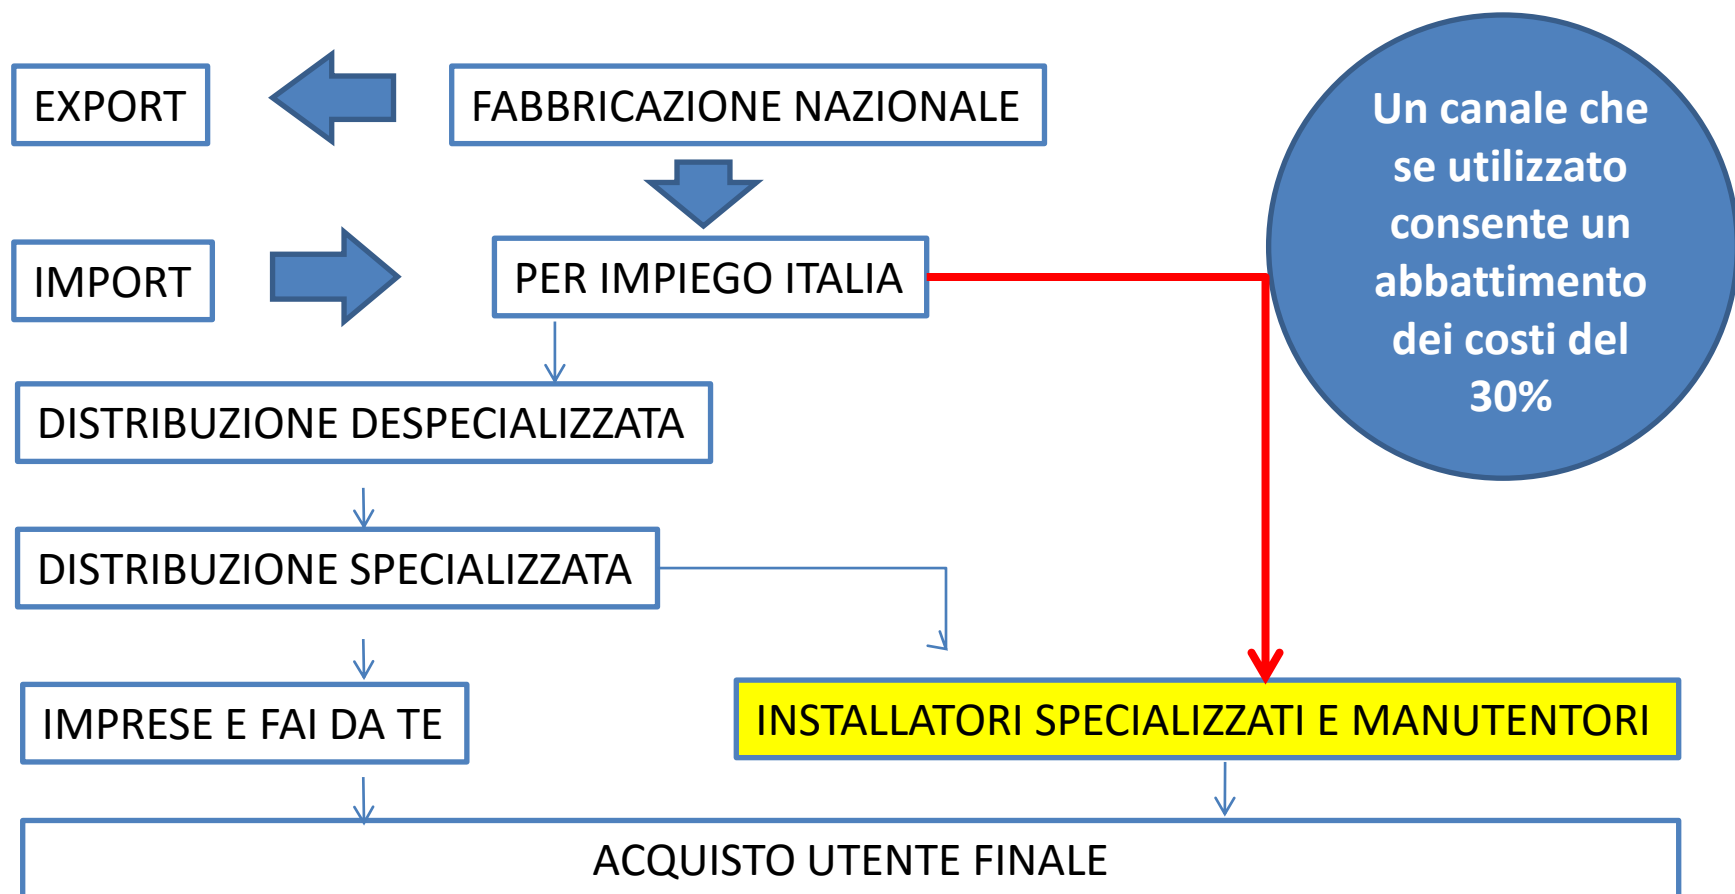 EXPORT
FABBRICAZIONE NAZIONALE
Un canale che
se utilizzato
consente un
abbattimento
dei costi del
30%
IMPORT
PER IMPIEGO ITALIA
DISTRIBUZIONE DESPECIALIZZATA
DISTRIBUZIONE SPECIALIZZATA
IMPRESE E FAI DA TE
INSTALLATORI SPECIALIZZATI E MANUTENTORI
ACQUISTO UTENTE FINALE